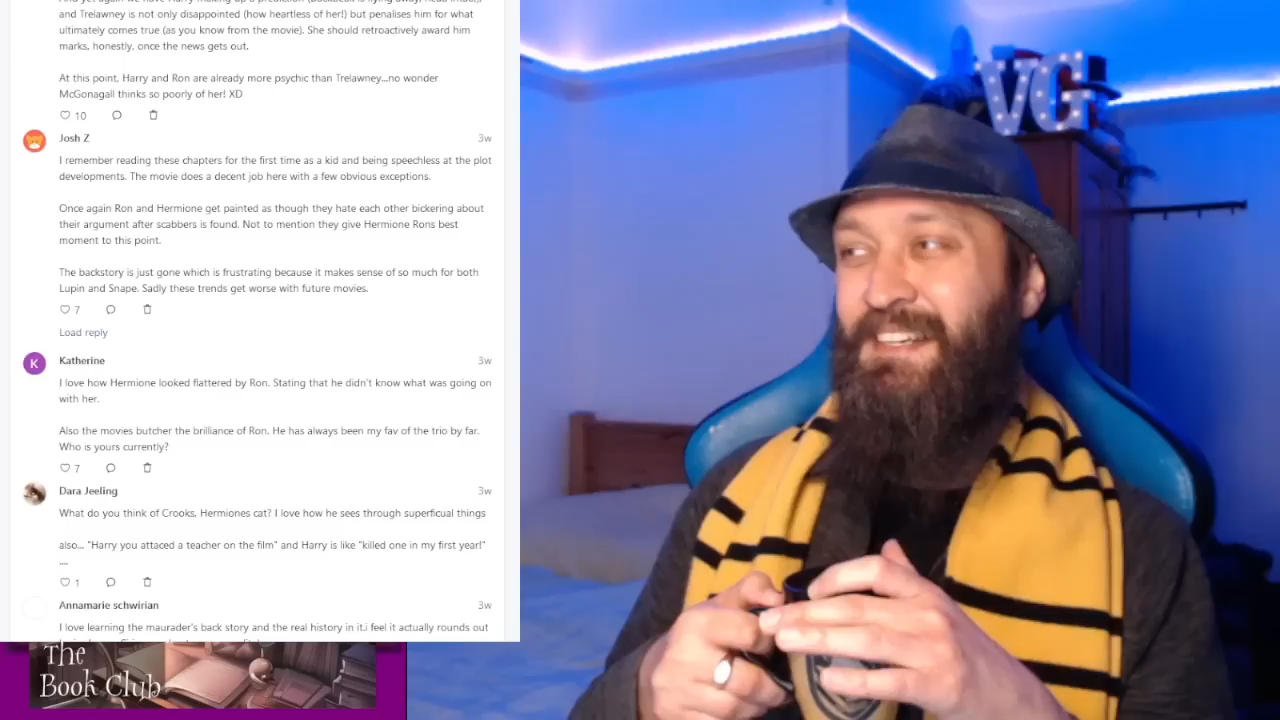 and Trelawney is not only disappointed (how heartless of her!) but penalises him for what
ultimately comes true (as you know from the movie). She should retroactively award him
marks, honestly, once the news gets out.
At this point, Harry and Ron are already more psychic than Trelawney...no wonder
McGonagall thinks so poorly of her! XD
10
Josh Z 3w
I remember reading these chapters for the first time as a kid and being speechless at the plot
developments. The movie does a decent job here with a few obvious exceptions.
Once again Ron and Hermione get painted as though they hate each other bickering about
their argument after scabbers is found. Not to mention they give Hermione Rons best
moment to this point.
The backstory is just gone which is frustrating because it makes sense of so much for both
Lupin and Snape. Sadly these trends get worse with future movies.
7
Load reply
K Katherine 3w
I love how Hermione looked flattered by Ron. Stating that he didn't know what was going on
with her.
Also the movies butcher the brilliance of Ron. He has always been my fav of the trio by far.
Who is yours currently?
7
Dara Jeeling 3w
What do you think of Crooks, Hermiones cat? I love how he sees through superficual things
also... "Harry you attaced a teacher on the film" and Harry is like "killed one in my first year!"
....
1
Annamarie schwirian 3w
I love learning the maurader's back story and the real history in it.i feel it actually rounds out
The
Book Club
VG